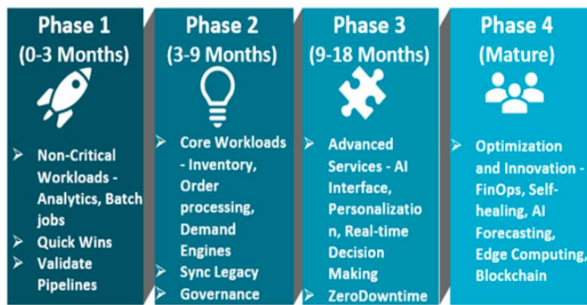 Phase 1
(0-3 Months)
➢ Non-Critical
Workloads -
Analytics, Batch
jobs
➢ Quick Wins
➢ Validate
Pipelines
Phase 2
(3-9 Months)
➢ Core Workloads
- Inventory,
Order
processing,
Demand
Engines
➢ Sync Legacy
➢ Governance
Phase 3
(9-18 Months)
➢ Advanced
Services - AI
Interface,
Personalizatio
n, Real-time
Decision
Making
➢ ZeroDowntime
Phase 4
(Mature)
➢ Optimization
and Innovation -
FinOps, Self-
healing, AI
Forecasting,
Edge Computing,
Blockchain